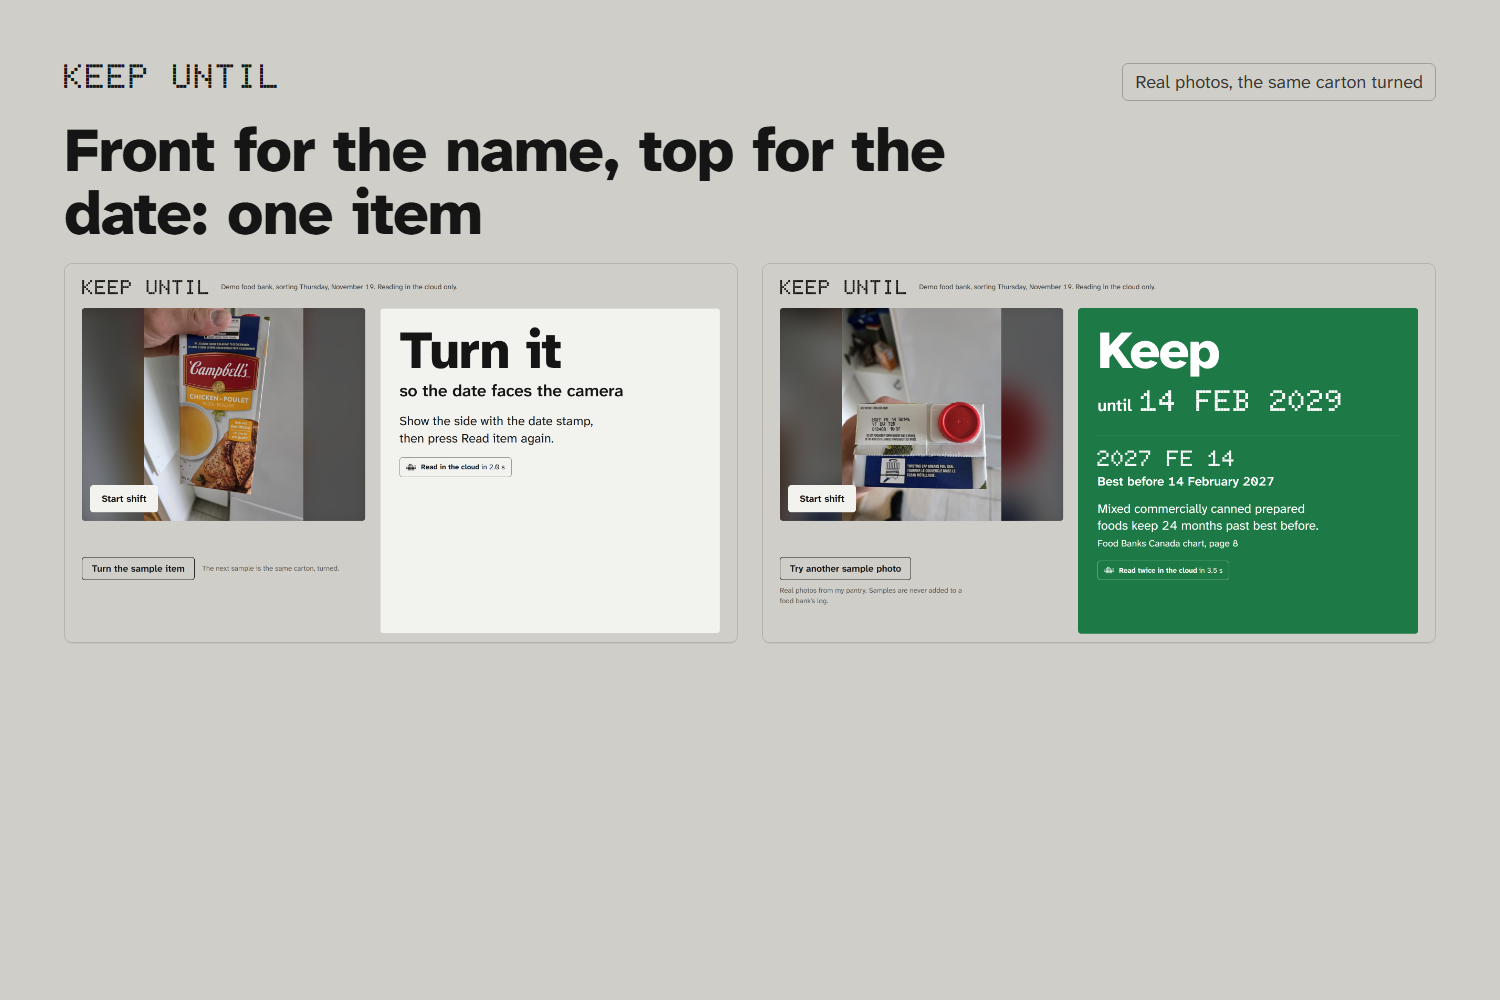 KEEP UNTIL
Real photos, the same carton turned
Front for the name, top for the
date: one item
KEEP UNTIL
Demo food bank, sorting Thursday, November 19. Reading in the cloud only.
Campbell's
CHICKEN • POULET
Start shift
Turn the sample item
The next sample is the same carton, turned.
Turn it
so the date faces the camera
Show the side with the date stamp,
then press Read item again.
Read in the cloud in 2.0 s
KEEP UNTIL
Demo food bank, sorting Thursday, November 19. Reading in the cloud only.
Start shift
Try another sample photo
Real photos from my pantry. Samples are never added to a
food bank's log.
Keep
until 14 FEB 2029
2027 FE 14
Best before 14 February 2027
Mixed commercially canned prepared
foods keep 24 months past best before.
Food Banks Canada chart, page 8
Read twice in the cloud in 3.5 s